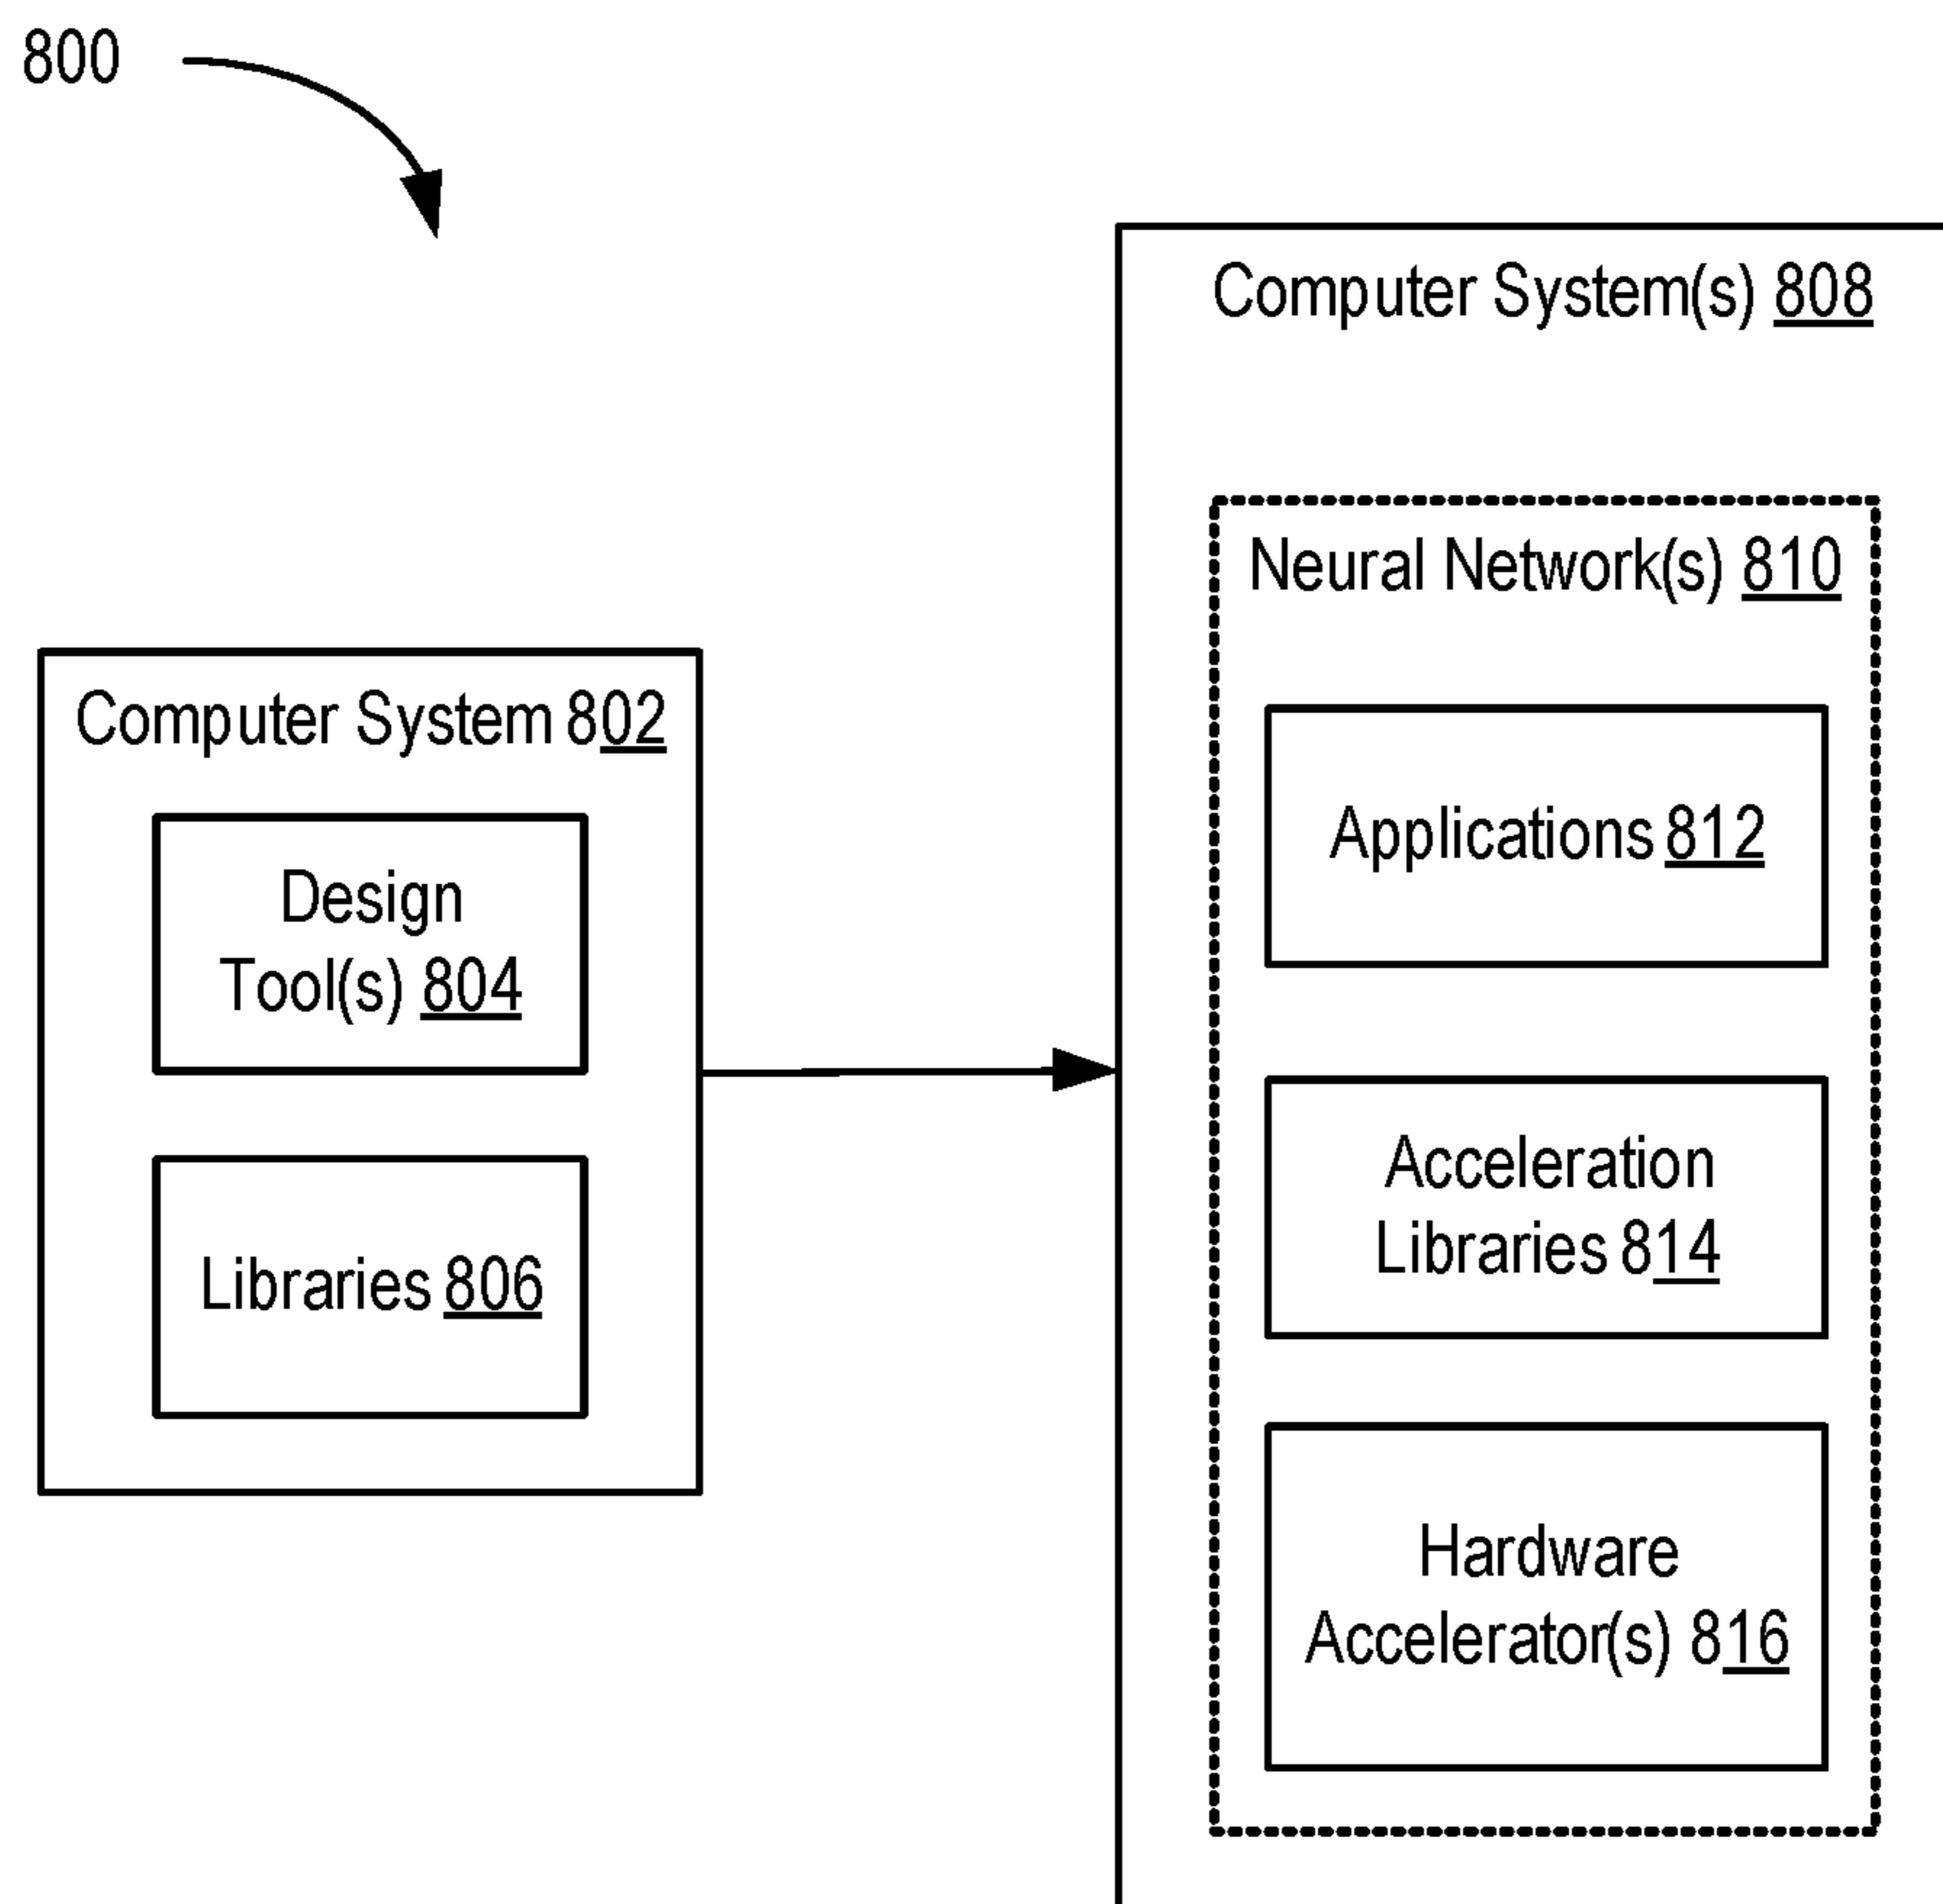 800
Computer System(s) 808
Neural Network(s) 810
Computer System 802
Applications 812
Design
Tool(s) 804
Acceleration
Libraries 814
Libraries 806
Hardware
Accelerator(s) 816